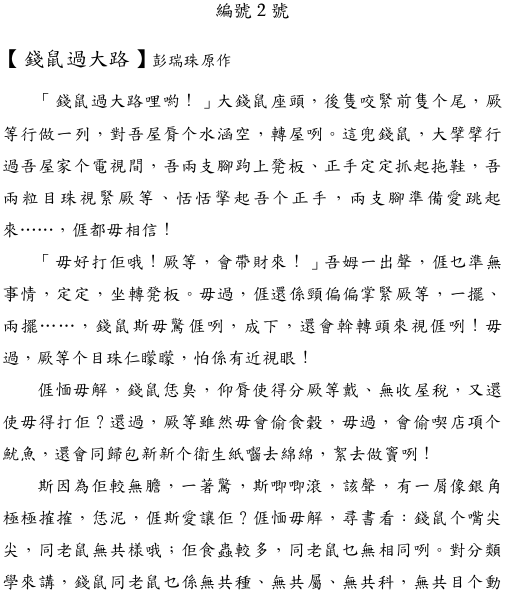 編號 2 號
【 錢鼠過大路 】彭瑞珠原作
「 錢鼠過大路哩喲！」大錢鼠座頭，後隻咬緊前隻个尾，厥
等行做一列，對吾屋脣个水涵空，轉屋咧。這兜錢鼠，大擘擘行
過吾屋家个電視間，吾兩支腳跔上凳板、正手定定抓起拖鞋，吾
兩粒目珠視緊厥等、恬恬擎起吾个正手，兩支腳準備愛跳起
來……，𠊎都毋相信！
「 毋好打佢哦！厥等，會帶財來！」吾姆一出聲，𠊎乜準無
事情，定定，坐轉凳板。毋過，𠊎還係頸偏偏掌緊厥等，一擺、
兩擺……，錢鼠斯毋驚𠊎咧，成下，還會斡轉頭來視𠊎咧！毋
過，厥等个目珠仁矇矇，怕係有近視眼！
𠊎恓毋解，錢鼠恁臭，仰脣使得分厥等戴、無收屋稅，又還
使毋得打佢？還過，厥等雖然毋會偷食穀，毋過，會偷喫店項个
魷魚，還會同歸包新新个衛生紙囓去綿綿，絮去做竇咧！
斯因為佢較無膽，一著驚，斯唧唧滾，該聲，有一屑像銀角
極極摧摧，恁泥，𠊎斯愛讓佢？𠊎恓毋解，尋書看：錢鼠个嘴尖
尖，同老鼠無共樣哦；佢食蟲較多，同老鼠乜無相同咧。對分類
學來講，錢鼠同老鼠乜係無共種、無共屬、無共科，無共目个動